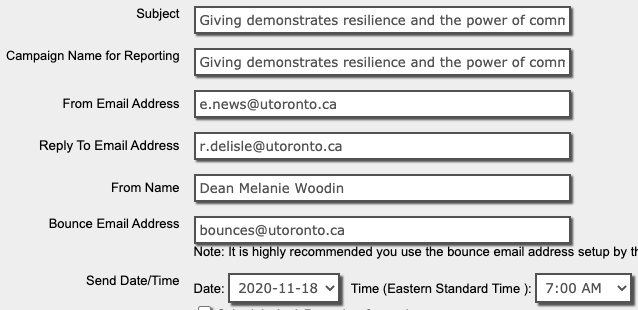 Subject Giving demonstrates resilience and the power of
Campaign Name for Reporting Giving demonstrates resilience and the power of
From Email Address e.news@utoronto.ca
Reply To Email Address r.delisle@utoronto.ca
From Name Dean Melanie Woodin
Bounce Email Address bounces@utoronto.ca
Note: It is highly recommended you use the bounce email address setup by
Send Date/Time Date: 2020-11-18 Time (Eastern Standard Time ): 7:00 AM